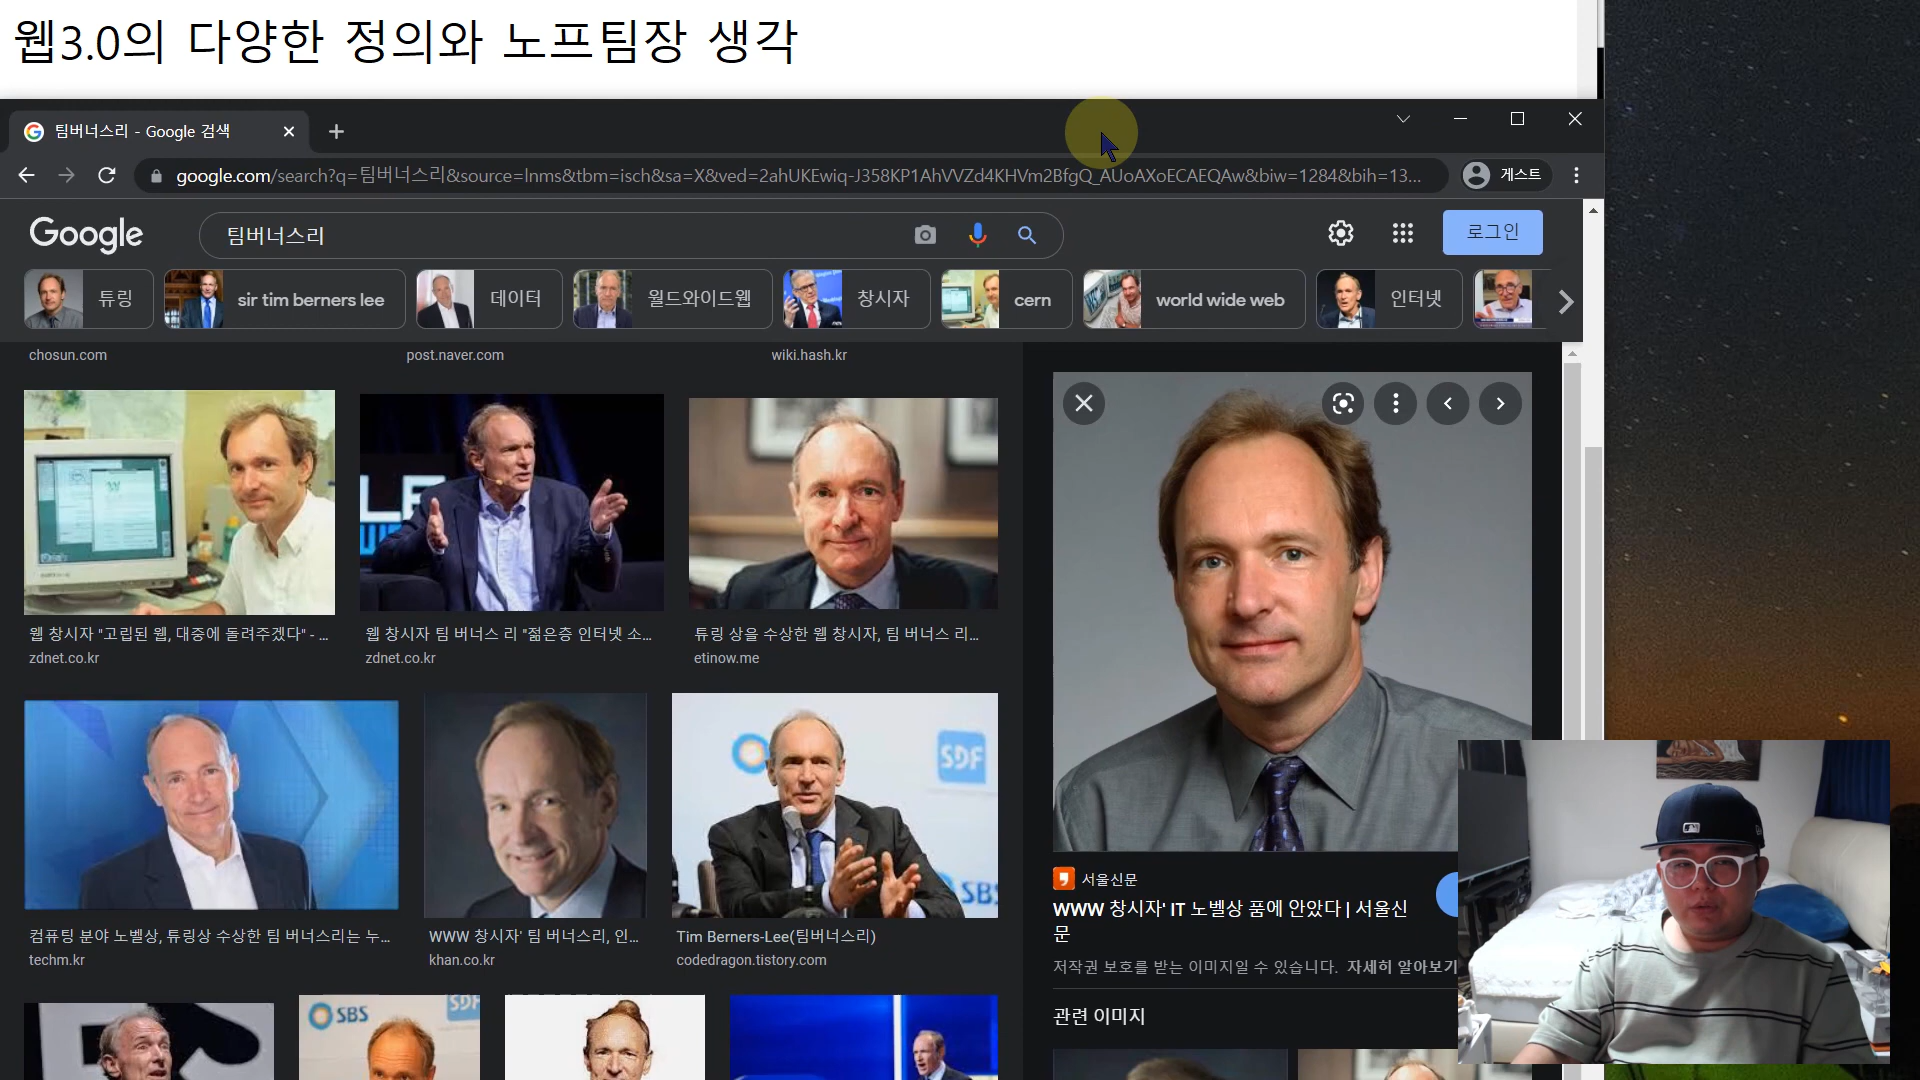 웹3.0의 다양한 정의와 노프팀장 생각
팀버너스리 - Google 검색
google.com/search?q=팀버너스리&source=lnms&tbm=isch&sa=X&ved=2ahUKEwiq-J358KP1AhVVZd4KHVm2BfgQ_AUoAXoECAEQAw&biw=1284&bih=13...
게스트
Google
팀버너스리
로그인
튜링
sir tim berners lee
데이터
월드와이드웹
창시자
cern
world wide web
인터넷
chosun.com
post.naver.com
wiki.hash.kr
웹 창시자 "고립된 웹, 대중에 돌려주겠다" - ...
zdnet.co.kr
웹 창시자 팀 버너스 리 "젊은층 인터넷 소...
zdnet.co.kr
튜링 상을 수상한 웹 창시자, 팀 버너스 리...
etinow.me
SDF
SBS
컴퓨팅 분야 노벨상, 튜링상 수상한 팀 버너스리는 누...
techm.kr
WWW 창시자' 팀 버너스리, 인...
khan.co.kr
Tim Berners-Lee(팀버너스리)
codedragon.tistory.com
서울신문
WWW 창시자' IT 노벨상 품에 안았다 | 서울신
문
저작권 보호를 받는 이미지일 수 있습니다. 자세히 알아보기
관련 이미지
SBS
SDF